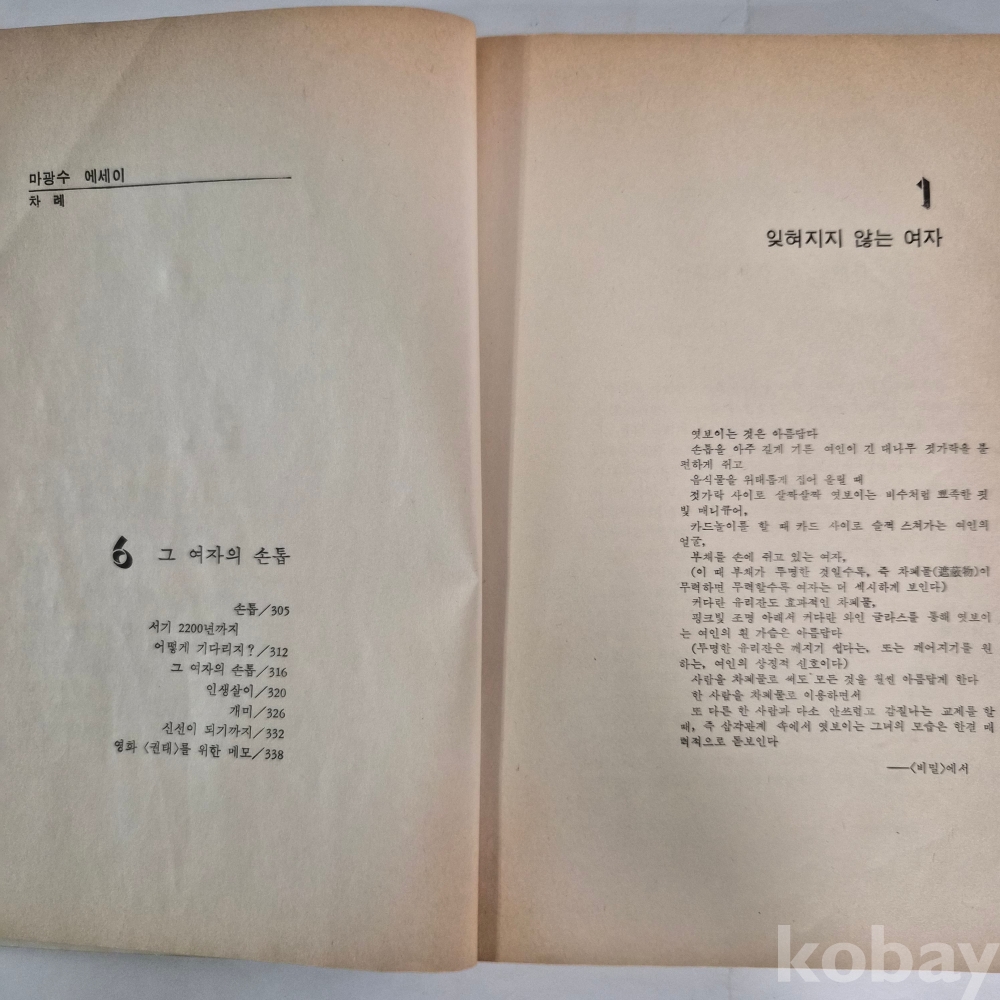 마광수 에세이
차 례
6 그 여자의 손톱
손톱/305
서기 2200년까지
어떻게 기다리지?/312
그 여자의 손톱/316
인생살이/320
개미/326
신선이 되기까지/332
영화 〈권태〉를 위한 메모/338
1
잊혀지지 않는 여자
엿보이는 것은 아름답다
손톱을 아주 길게 기른 여인이 긴 대나무 젓가락을 불
편하게 쥐고
음식물을 위태롭게 집어 올릴 때
젓가락 사이로 살짝살짝 엿보이는 비수처럼 뾰족한 핏
빛 매니큐어,
카드놀이를 할 때 카드 사이로 슬쩍 스쳐가는 여인의
얼굴,
부채를 손에 쥐고 있는 여자,
(이 때 부채가 투명한 것일수록, 즉 차폐물(遮蔽物)이
무력하면 무력할수록 여자는 더 섹시하게 보인다)
커다란 유리잔도 효과적인 차폐물,
핑크빛 조명 아래서 커다란 와인 글라스를 통해 엿보이
는 여인의 흰 가슴은 아름답다
(투명한 유리잔은 깨지기 쉽다는, 또는 깨어지기를 원
하는, 여인의 상징적 신호이다)
사람을 차폐물로 써도 모든 것을 훨씬 아름답게 한다
한 사람을 차폐물로 이용하면서
또 다른 한 사람과 다소 안쓰럽고 감질나는 교제를 할
때, 즉 삼각관계 속에서 엿보이는 그녀의 모습은 한결 매
력적으로 돋보인다
——〈비밀〉에서
kobay